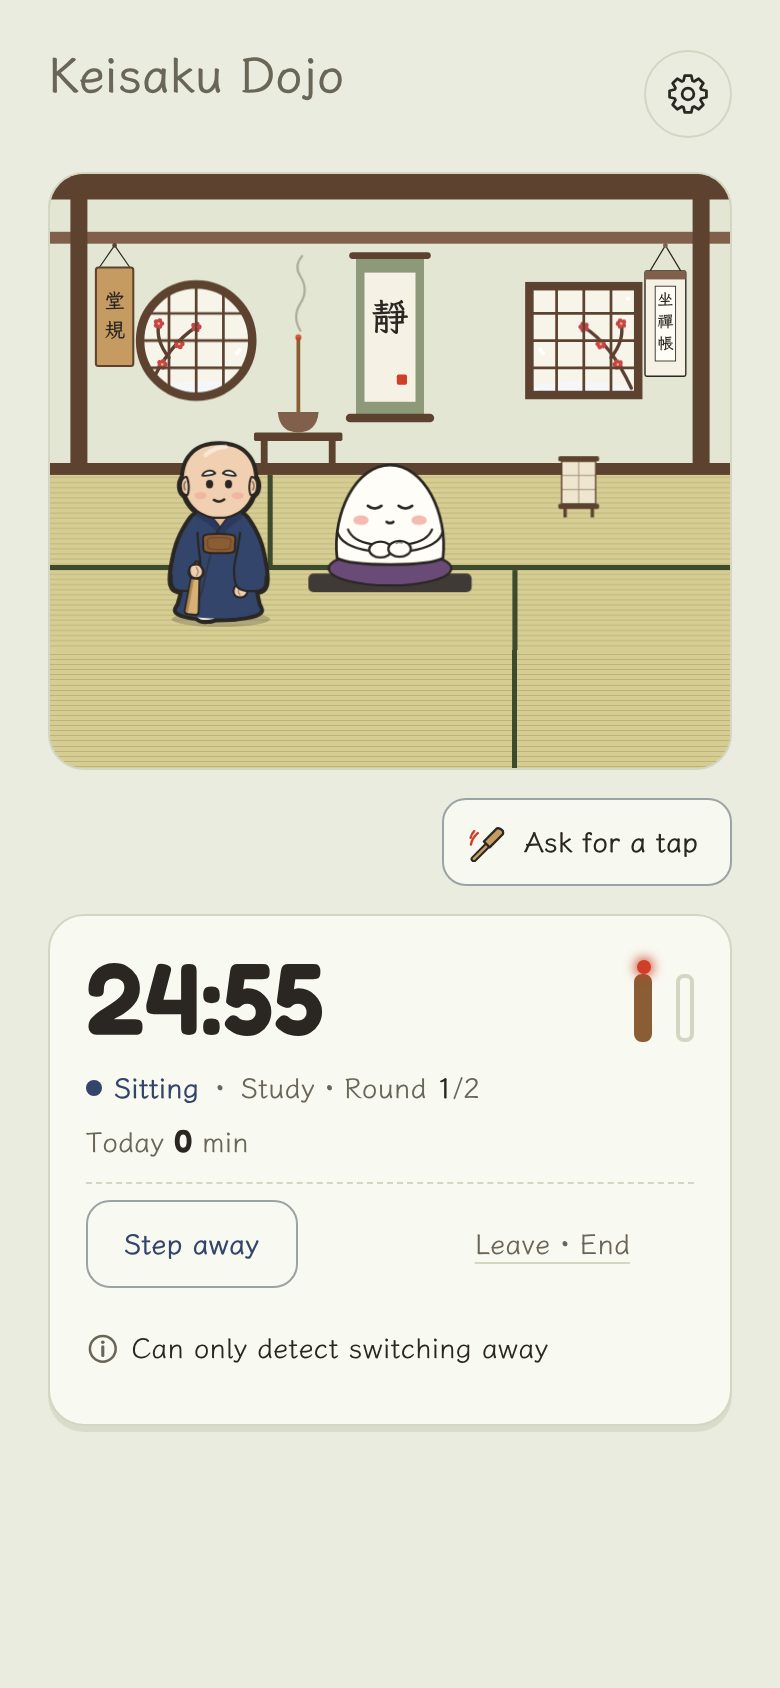 Keisaku Dojo
堂規
靜
坐禪帳
Ask for a tap
24:55
Sitting • Study • Round 1/2
Today 0 min
Step away
Leave • End
Can only detect switching away